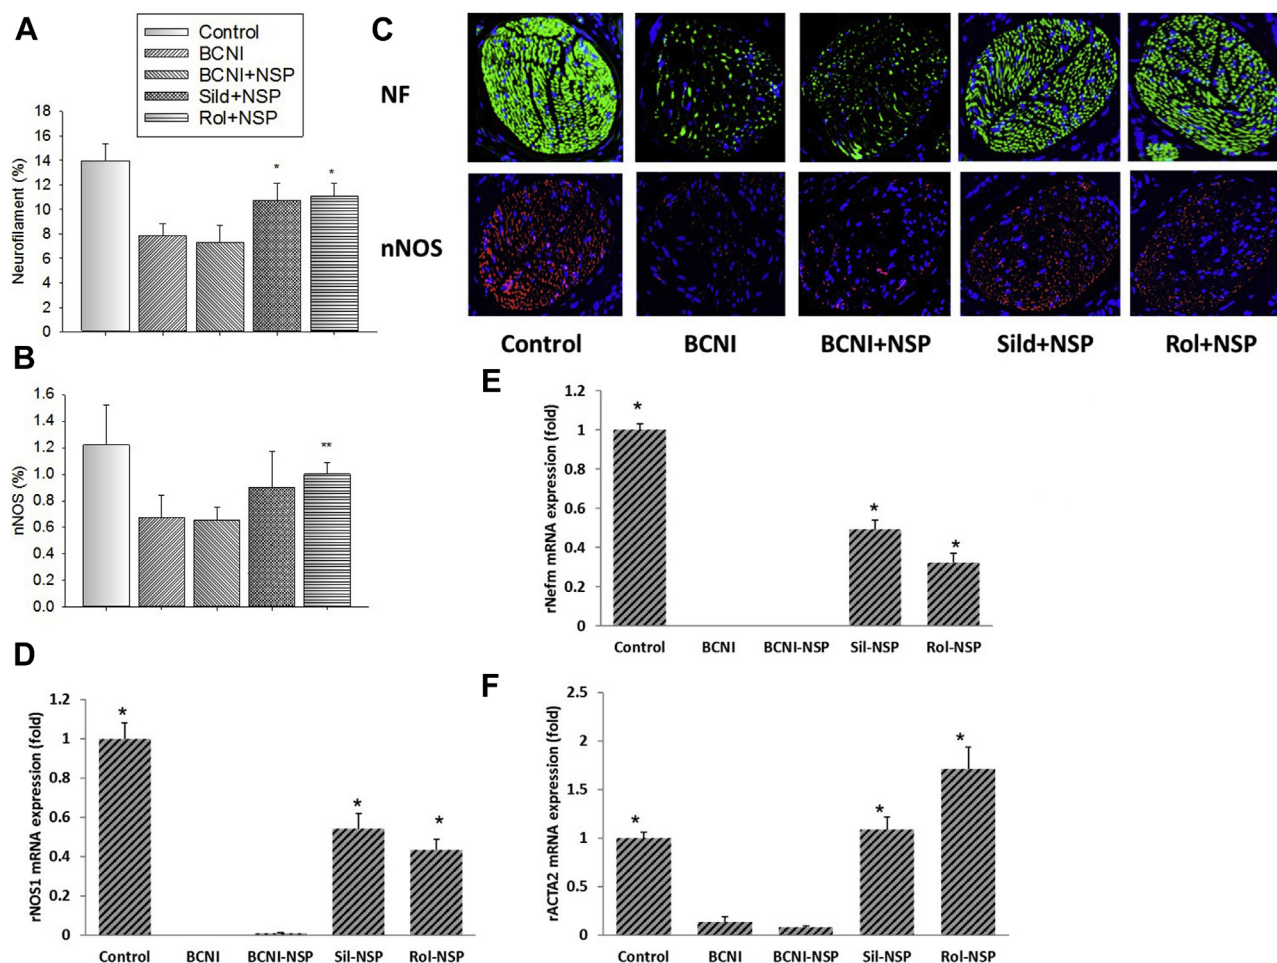 A
Control
BCNI
BCNI+NSP
Sild+NSP
Rol+NSP
18
16
14
12
10
8
6
4
2
0
Neurofilament (%)
*
*
B
1.6
1.4
1.2
1.0
0.8
0.6
0.4
0.2
0.0
nNOS (%)
**
C
NF
nNOS
Control BCNI BCNI+NSP Sild+NSP Rol+NSP
D
1.2
1
0.8
0.6
0.4
0.2
0
rNOS1 mRNA expression (fold)
*
*
*
Control BCNI BCNI-NSP Sil-NSP Rol-NSP
E
1.2
1
0.8
0.6
0.4
0.2
0
rNefm mRNA expression (fold)
*
*
*
Control BCNI BCNI-NSP Sil-NSP Rol-NSP
F
2.5
2
1.5
1
0.5
0
rACTA2 mRNA expression (fold)
*
*
*
Control BCNI BCNI-NSP Sil-NSP Rol-NSP